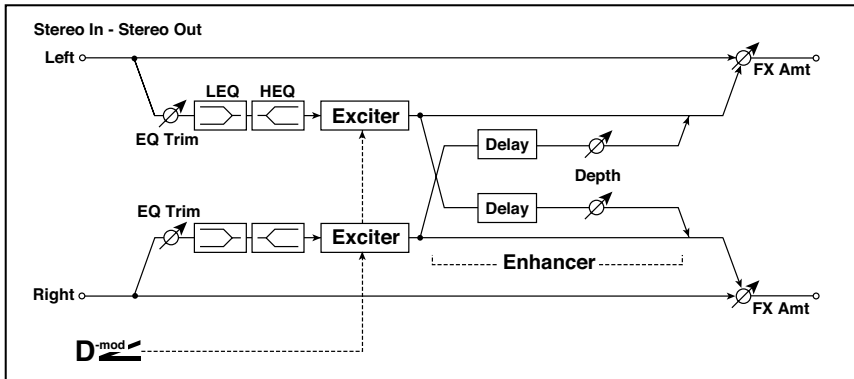 Stereo In - Stereo Out
Left
FX Amt
LEQ HEQ
EQ Trim
Exciter
Delay
Depth
EQ Trim
Delay
Exciter
Enhancer
Right
FX Amt
D-mod